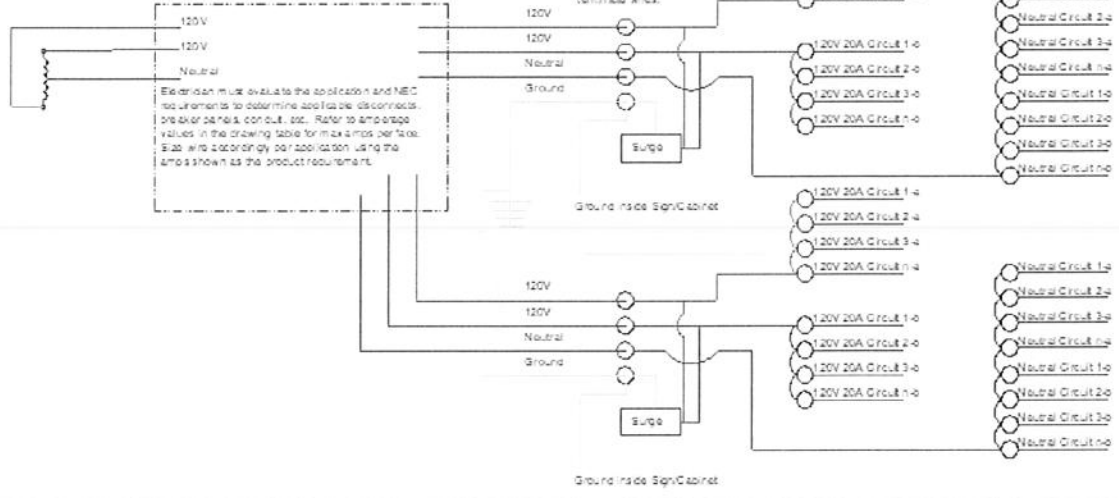 terminate wires.
120V
120V
Neutral
Electrician must evaluate the application and NEC
requirements to determine applicable disconnects,
breaker panels, conduit, etc. Refer to amperage
values in the drawing table for max amps per face.
Size wire accordingly per application using the
amps shown as the product requirement.
120V
120V
Neutral
Ground
Surge
Ground Inside Sign/Cabinet
120V 20A Circuit 1-b
120V 20A Circuit 2-b
120V 20A Circuit 3-b
120V 20A Circuit n-b
Neutral Circuit 2-a
Neutral Circuit 3-a
Neutral Circuit n-a
Neutral Circuit 1-b
Neutral Circuit 2-b
Neutral Circuit 3-b
Neutral Circuit n-b
120V 20A Circuit 1-a
120V 20A Circuit 2-a
120V 20A Circuit 3-a
120V 20A Circuit n-a
120V
120V
Neutral
Ground
Surge
Ground Inside Sign/Cabinet
120V 20A Circuit 1-b
120V 20A Circuit 2-b
120V 20A Circuit 3-b
120V 20A Circuit n-b
Neutral Circuit 1-a
Neutral Circuit 2-a
Neutral Circuit 3-a
Neutral Circuit n-a
Neutral Circuit 1-b
Neutral Circuit 2-b
Neutral Circuit 3-b
Neutral Circuit n-b